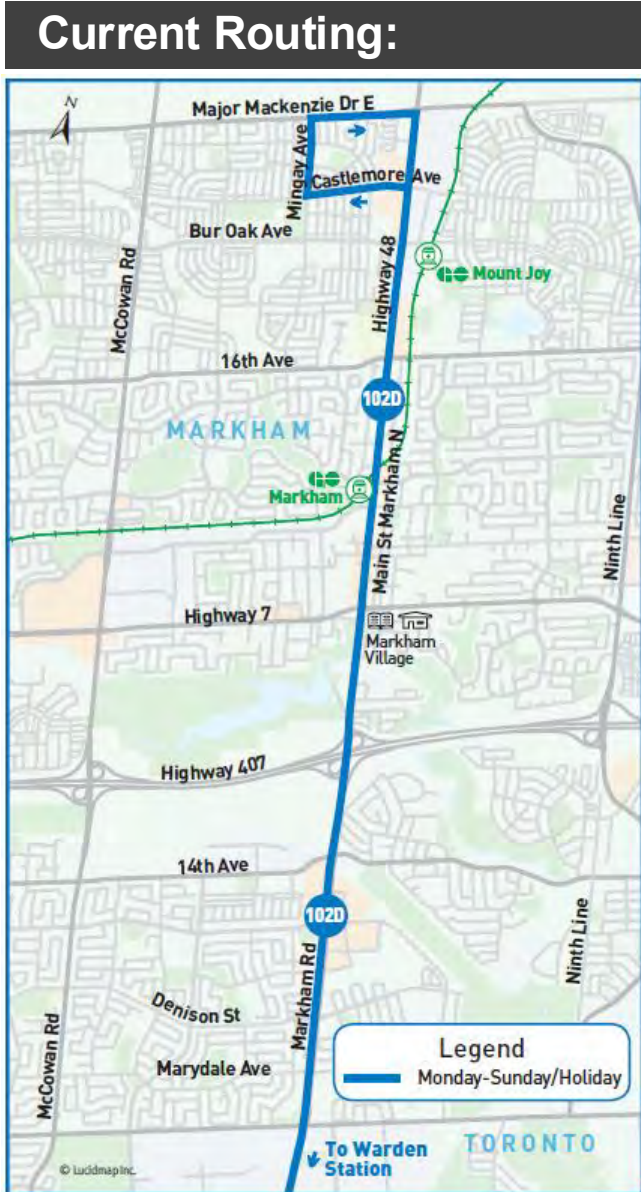 Current Routing:
N
Major Mackenzie Dr E
Mingay Ave
Castlemore Ave
Bur Oak Ave
McCowan Rd
Highway 48
GO Mount Joy
16th Ave
102D
MARKHAM
GO
Markham
Main St Markham N
Ninth Line
Highway 7
Markham
Village
Highway 407
14th Ave
102D
Markham Rd
Ninth Line
Denison St
McCowan Rd
Marydale Ave
Legend
Monday-Sunday/Holiday
To Warden
Station
TORONTO
© Lucidmap Inc.